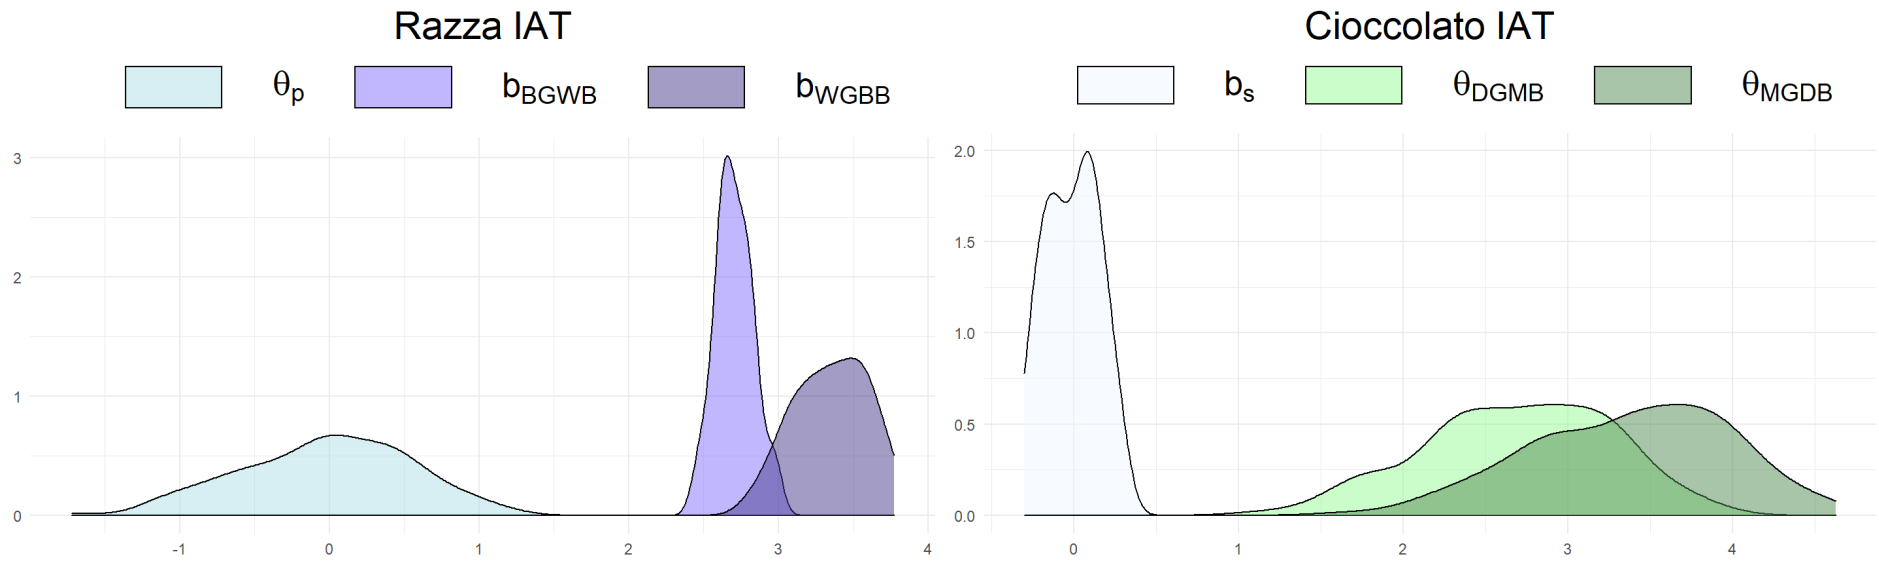 Razza IAT
θp bBGWB bWGBB
3
2
1
0
-1 0 1 2 3 4
Cioccolato IAT
bs θDGMB θMGDB
2.0
1.5
1.0
0.5
0.0
0 1 2 3 4